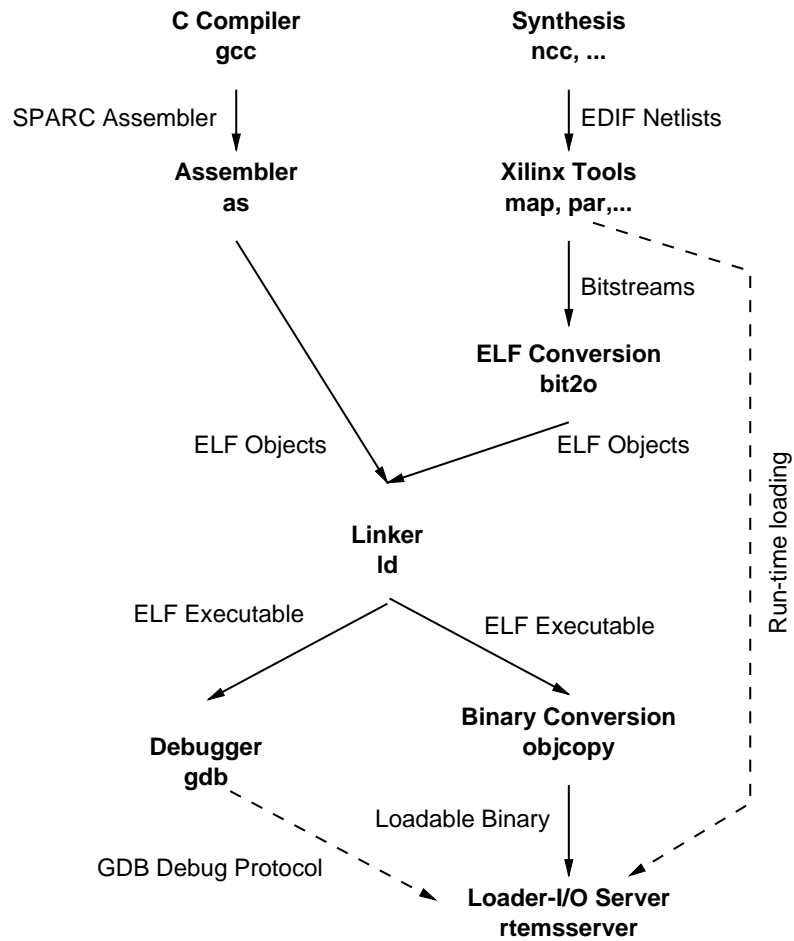 C Compiler
gcc
Synthesis
ncc, ...
SPARC Assembler
EDIF Netlists
Assembler
as
Xilinx Tools
map, par,...
Bitstreams
ELF Conversion
bit2o
ELF Objects
ELF Objects
Run-time loading
Linker
ld
ELF Executable
ELF Executable
Debugger
gdb
Binary Conversion
objcopy
Loadable Binary
GDB Debug Protocol
Loader-I/O Server
rtemsserver